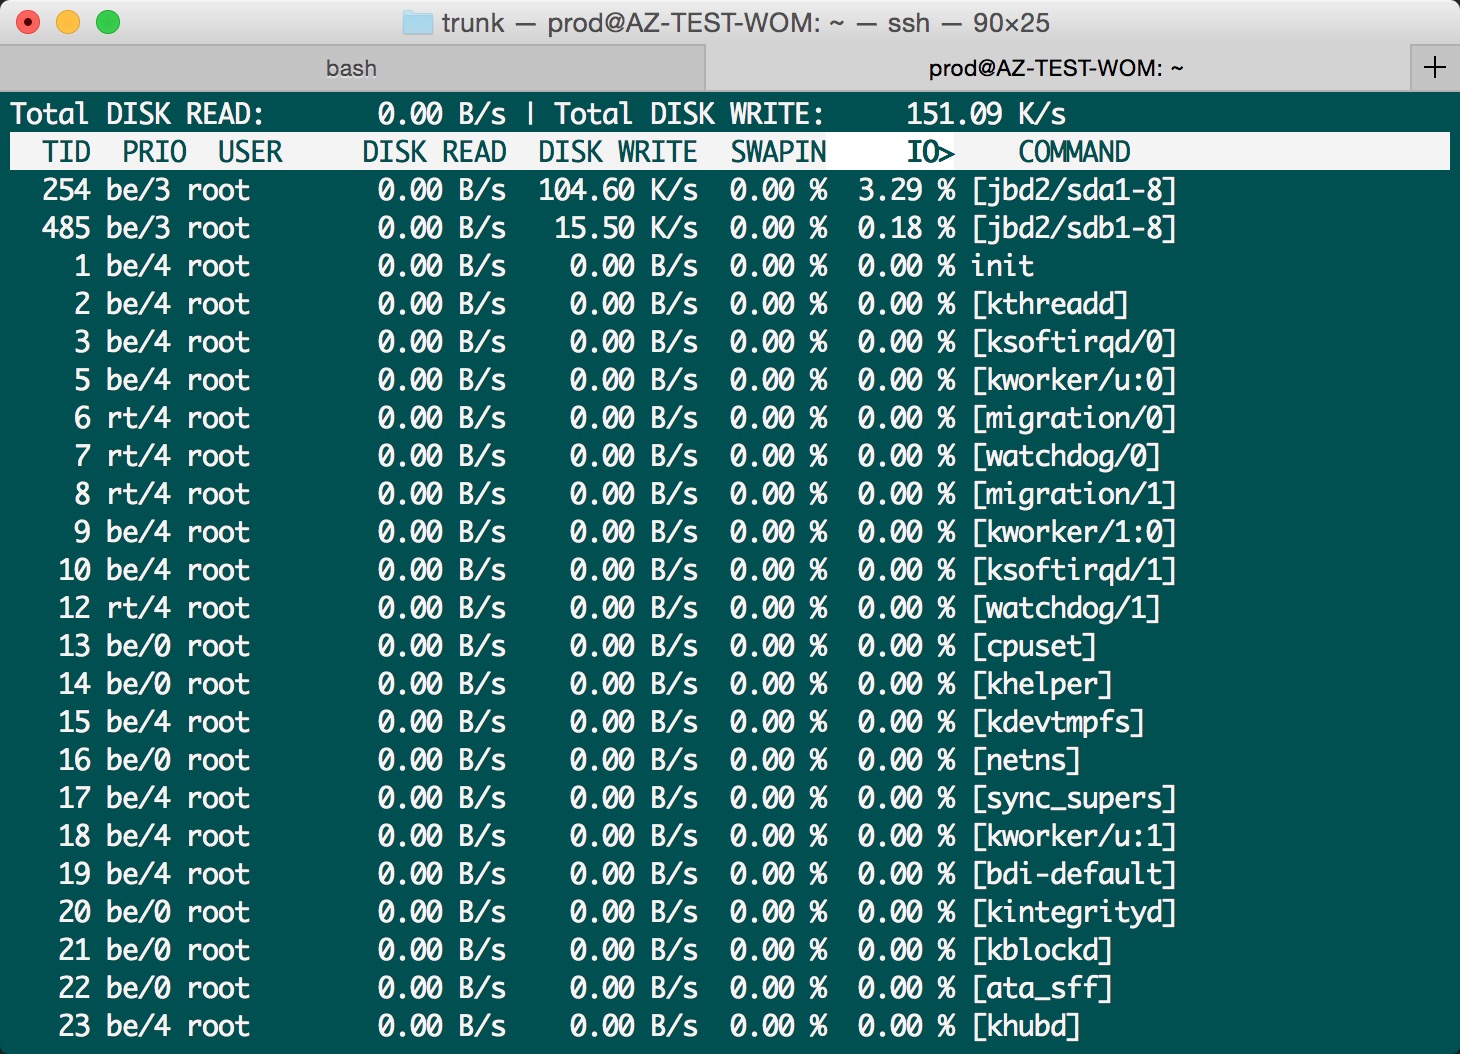 trunk — prod@AZ-TEST-WOM: ~ — ssh — 90×25
bash prod@AZ-TEST-WOM: ~ +
Total DISK READ:       0.00 B/s | Total DISK WRITE:     151.09 K/s
  TID  PRIO  USER     DISK READ  DISK WRITE  SWAPIN     IO>    COMMAND
  254 be/3 root        0.00 B/s  104.60 K/s  0.00 %  3.29 % [jbd2/sda1-8]
  485 be/3 root        0.00 B/s   15.50 K/s  0.00 %  0.18 % [jbd2/sdb1-8]
    1 be/4 root        0.00 B/s    0.00 B/s  0.00 %  0.00 % init
    2 be/4 root        0.00 B/s    0.00 B/s  0.00 %  0.00 % [kthreadd]
    3 be/4 root        0.00 B/s    0.00 B/s  0.00 %  0.00 % [ksoftirqd/0]
    5 be/4 root        0.00 B/s    0.00 B/s  0.00 %  0.00 % [kworker/u:0]
    6 rt/4 root        0.00 B/s    0.00 B/s  0.00 %  0.00 % [migration/0]
    7 rt/4 root        0.00 B/s    0.00 B/s  0.00 %  0.00 % [watchdog/0]
    8 rt/4 root        0.00 B/s    0.00 B/s  0.00 %  0.00 % [migration/1]
    9 be/4 root        0.00 B/s    0.00 B/s  0.00 %  0.00 % [kworker/1:0]
   10 be/4 root        0.00 B/s    0.00 B/s  0.00 %  0.00 % [ksoftirqd/1]
   12 rt/4 root        0.00 B/s    0.00 B/s  0.00 %  0.00 % [watchdog/1]
   13 be/0 root        0.00 B/s    0.00 B/s  0.00 %  0.00 % [cpuset]
   14 be/0 root        0.00 B/s    0.00 B/s  0.00 %  0.00 % [khelper]
   15 be/4 root        0.00 B/s    0.00 B/s  0.00 %  0.00 % [kdevtmpfs]
   16 be/0 root        0.00 B/s    0.00 B/s  0.00 %  0.00 % [netns]
   17 be/4 root        0.00 B/s    0.00 B/s  0.00 %  0.00 % [sync_supers]
   18 be/4 root        0.00 B/s    0.00 B/s  0.00 %  0.00 % [kworker/u:1]
   19 be/4 root        0.00 B/s    0.00 B/s  0.00 %  0.00 % [bdi-default]
   20 be/0 root        0.00 B/s    0.00 B/s  0.00 %  0.00 % [kintegrityd]
   21 be/0 root        0.00 B/s    0.00 B/s  0.00 %  0.00 % [kblockd]
   22 be/0 root        0.00 B/s    0.00 B/s  0.00 %  0.00 % [ata_sff]
   23 be/4 root        0.00 B/s    0.00 B/s  0.00 %  0.00 % [khubd]